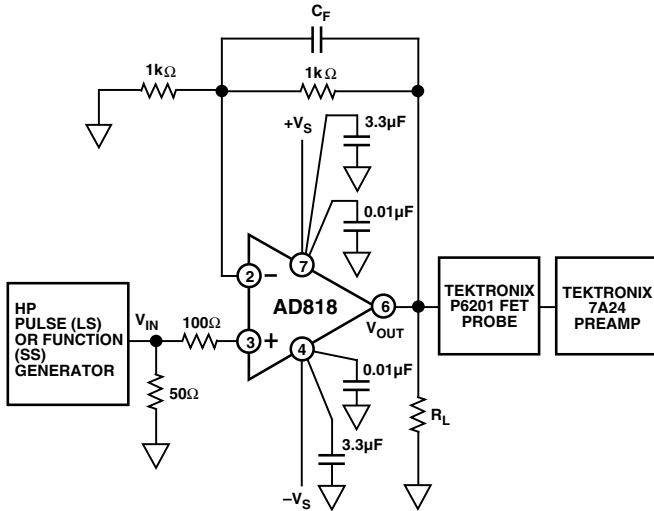 C_F
1kΩ
1kΩ
+V_S
3.3µF
0.01µF
7
2
–
AD818
6
HP
PULSE (LS)
OR FUNCTION
(SS)
GENERATOR
V_IN
100Ω
3
+
4
V_OUT
TEKTRONIX
P6201 FET
PROBE
TEKTRONIX
7A24
PREAMP
50Ω
0.01µF
3.3µF
R_L
–V_S